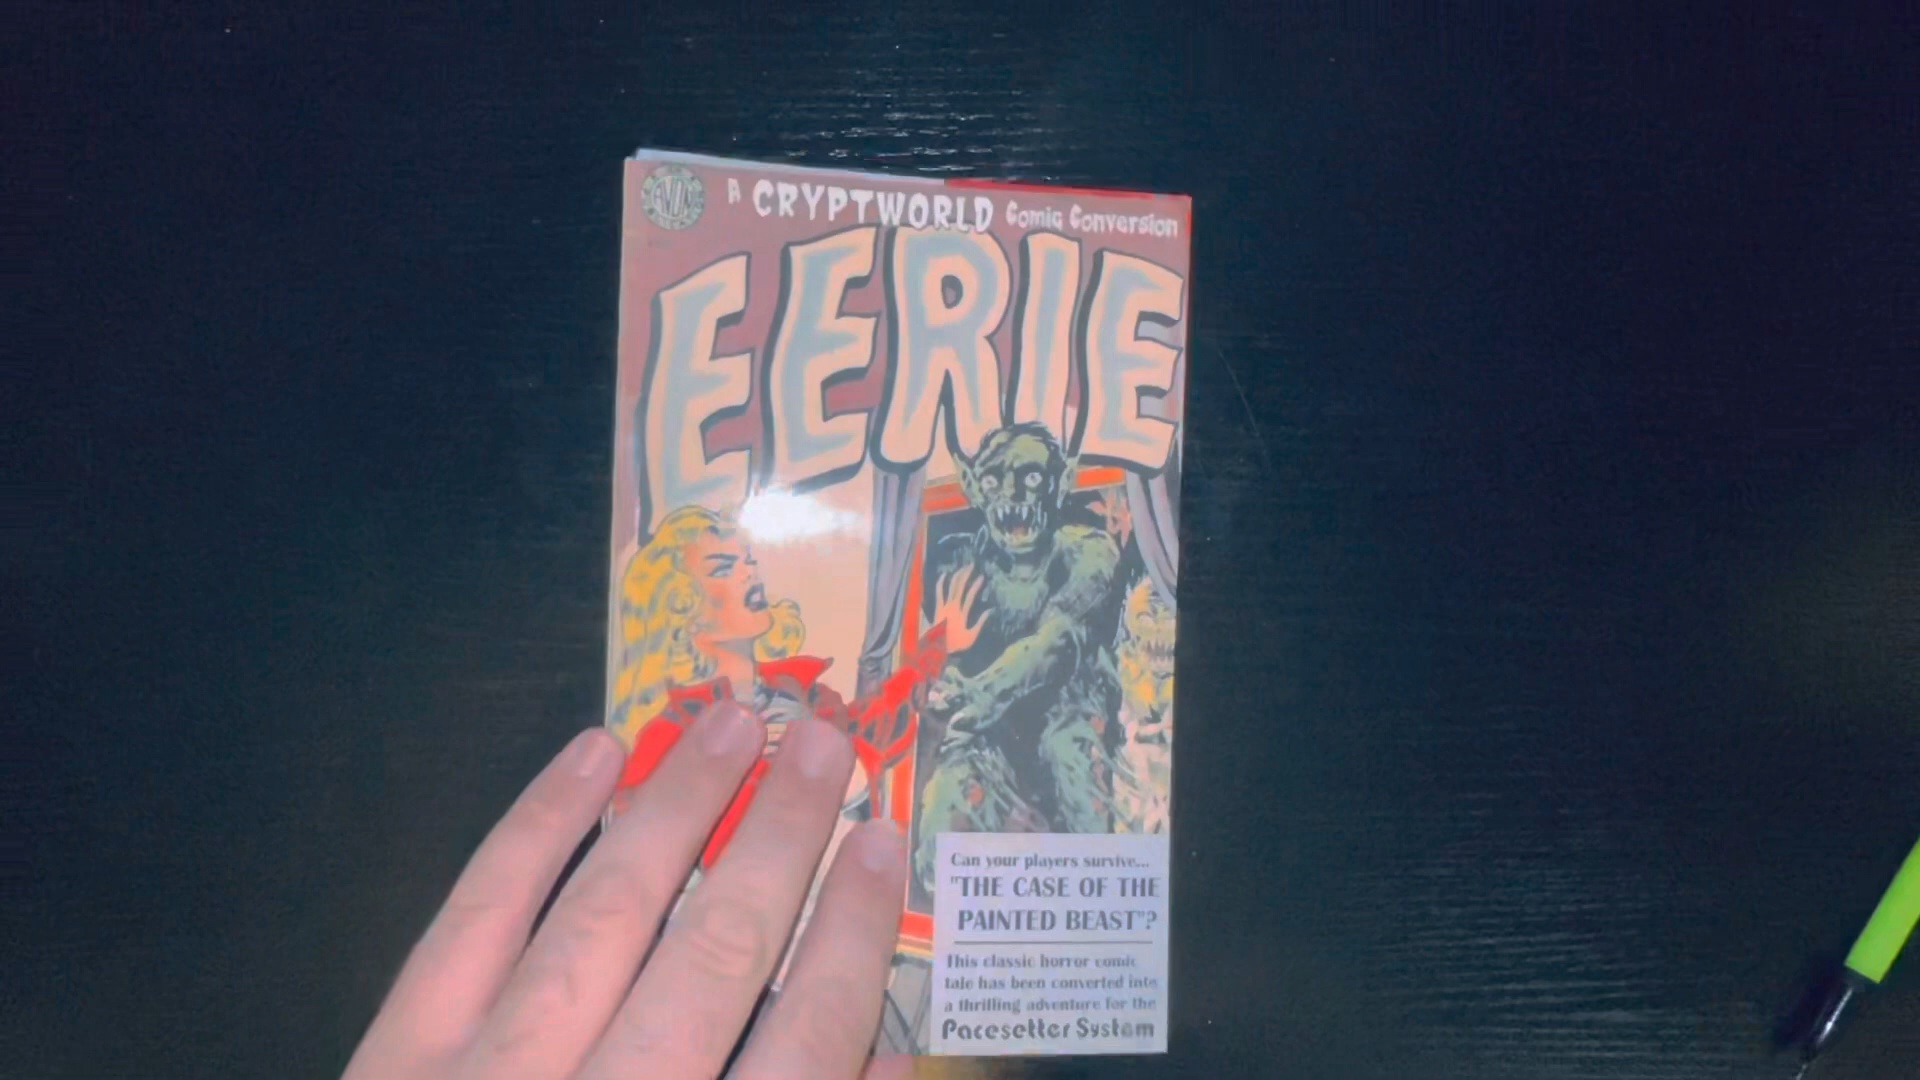 AVON
A CRYPTWORLD Comic Conversion
EERIE
Can your players survive...
"THE CASE OF THE
PAINTED BEAST"?
This classic horror comic
tale has been converted into
a thrilling adventure for the
Pacesetter System